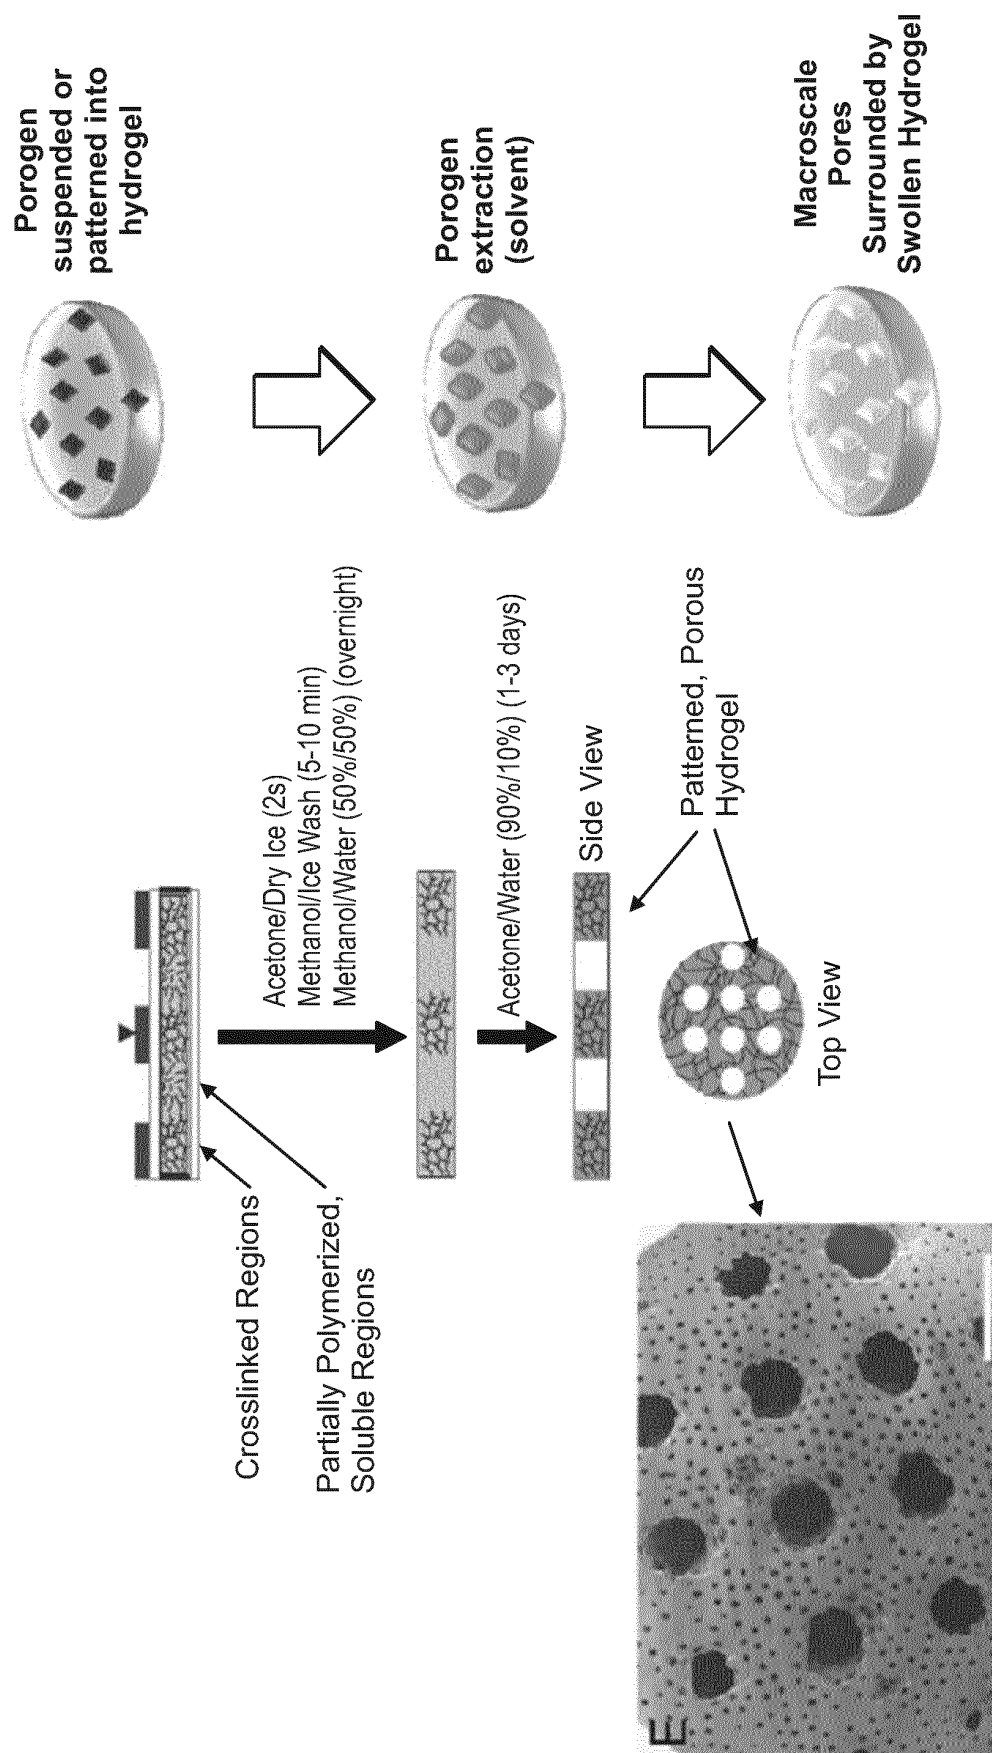 Porogen
suspended or
patterned into
hydrogel
Porogen
extraction
(solvent)
Macroscale
Pores
Surrounded by
Swollen Hydrogel
Acetone/Dry Ice (2s)
Methanol/Ice Wash (5-10 min)
Methanol/Water (50%/50%) (overnight)
Acetone/Water (90%/10%) (1-3 days)
Side View
Patterned, Porous
Hydrogel
Top View
Crosslinked Regions
Partially Polymerized,
Soluble Regions
E